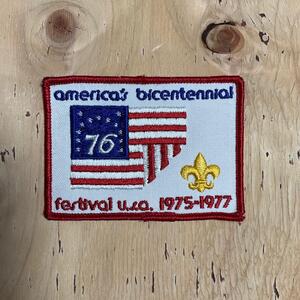 america's bicentennial
76
festival u.s.a. 1975-1977